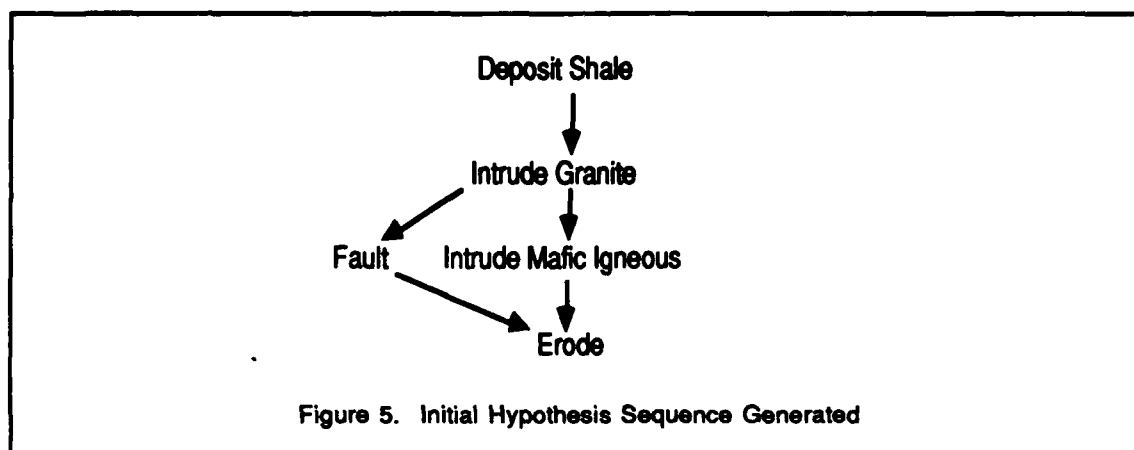 Deposit Shale
Intrude Granite
Fault Intrude Mafic Igneous
Erode
Figure 5. Initial Hypothesis Sequence Generated